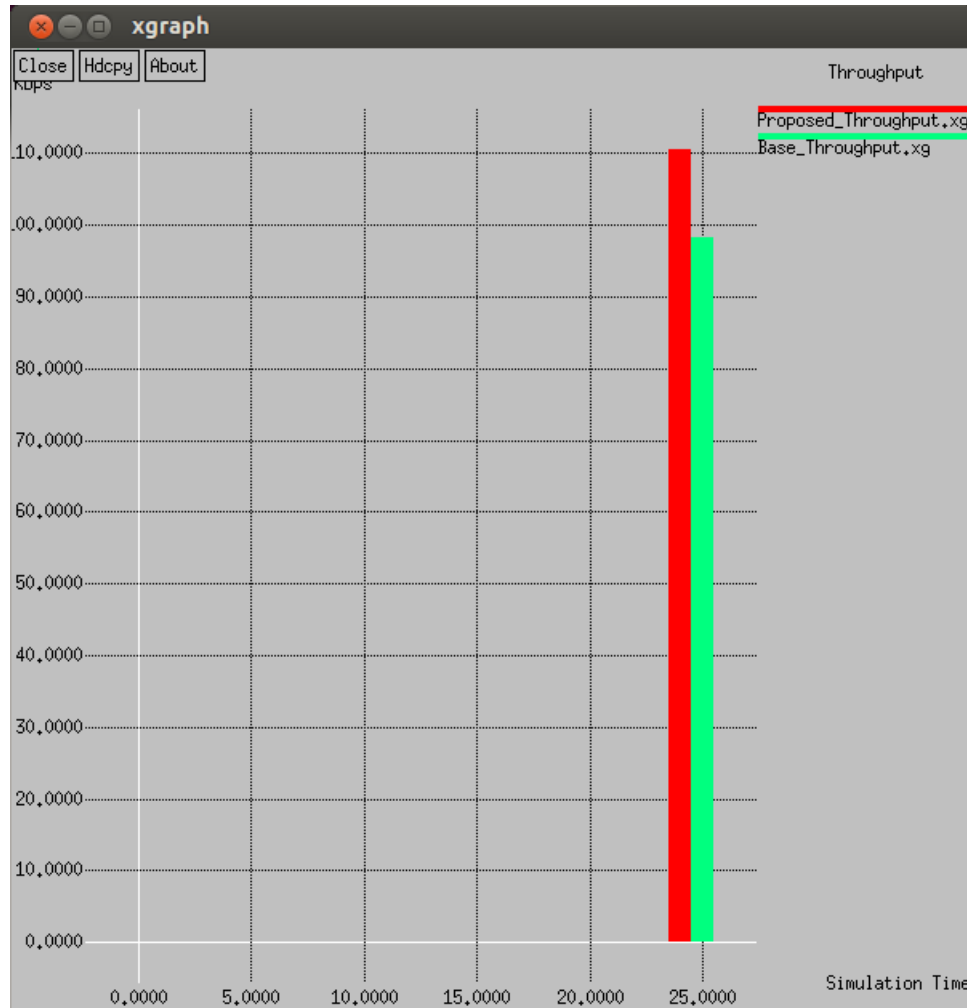 xgraph
Close Hdcpy About
Kbps
Throughput
Proposed_Throughput.xg
Base_Throughput.xg
10.0000
00.0000
90.0000
80.0000
70.0000
60.0000
50.0000
40.0000
30.0000
20.0000
10.0000
0.0000
Simulation Time
0.0000 5.0000 10.0000 15.0000 20.0000 25.0000